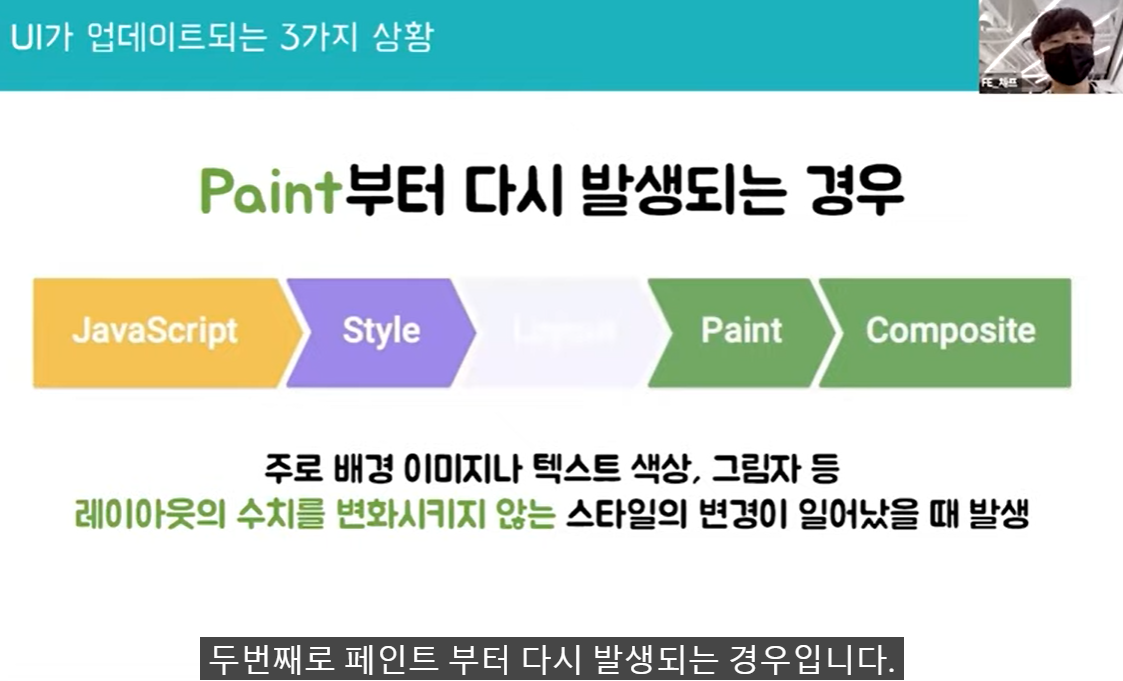 UI가 업데이트되는 3가지 상황
FE_체프
Paint부터 다시 발생되는 경우
JavaScript
Style
Layout
Paint
Composite
주로 배경 이미지나 텍스트 색상, 그림자 등
레이아웃의 수치를 변화시키지 않는 스타일의 변경이 일어났을 때 발생
두번째로 페인트 부터 다시 발생되는 경우입니다.